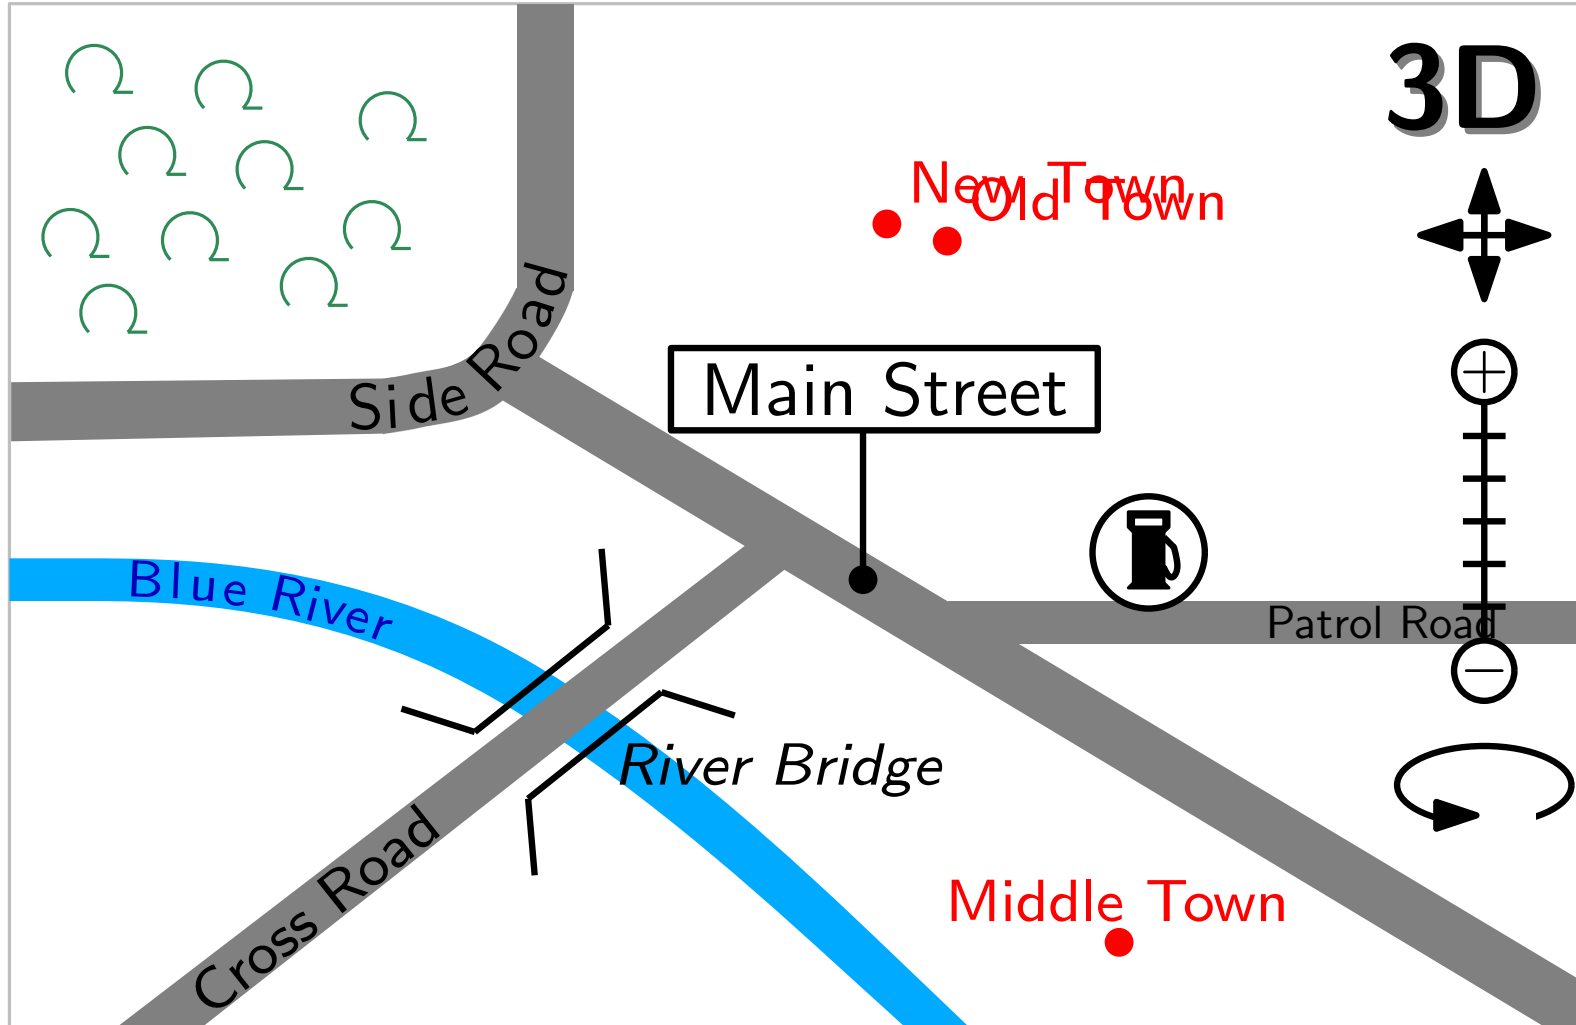 3D
New Town
Old Town
Side Road
Main Street
Blue River
Patrol Road
River Bridge
Cross Road
Middle Town